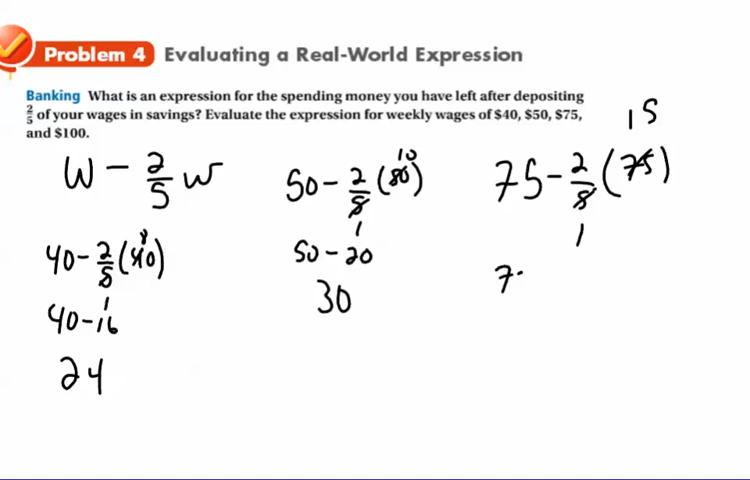 Problem 4 Evaluating a Real-World Expression
Banking What is an expression for the spending money you have left after depositing
2/5 of your wages in savings? Evaluate the expression for weekly wages of $40, $50, $75,
and $100.
W - 2/5 w
40 - 2/5 (40) 8
1
40 - 16
24
50 - 2/5 (50) 10
1
50 - 20
30
75 - 2/5 (75) 15
1
7